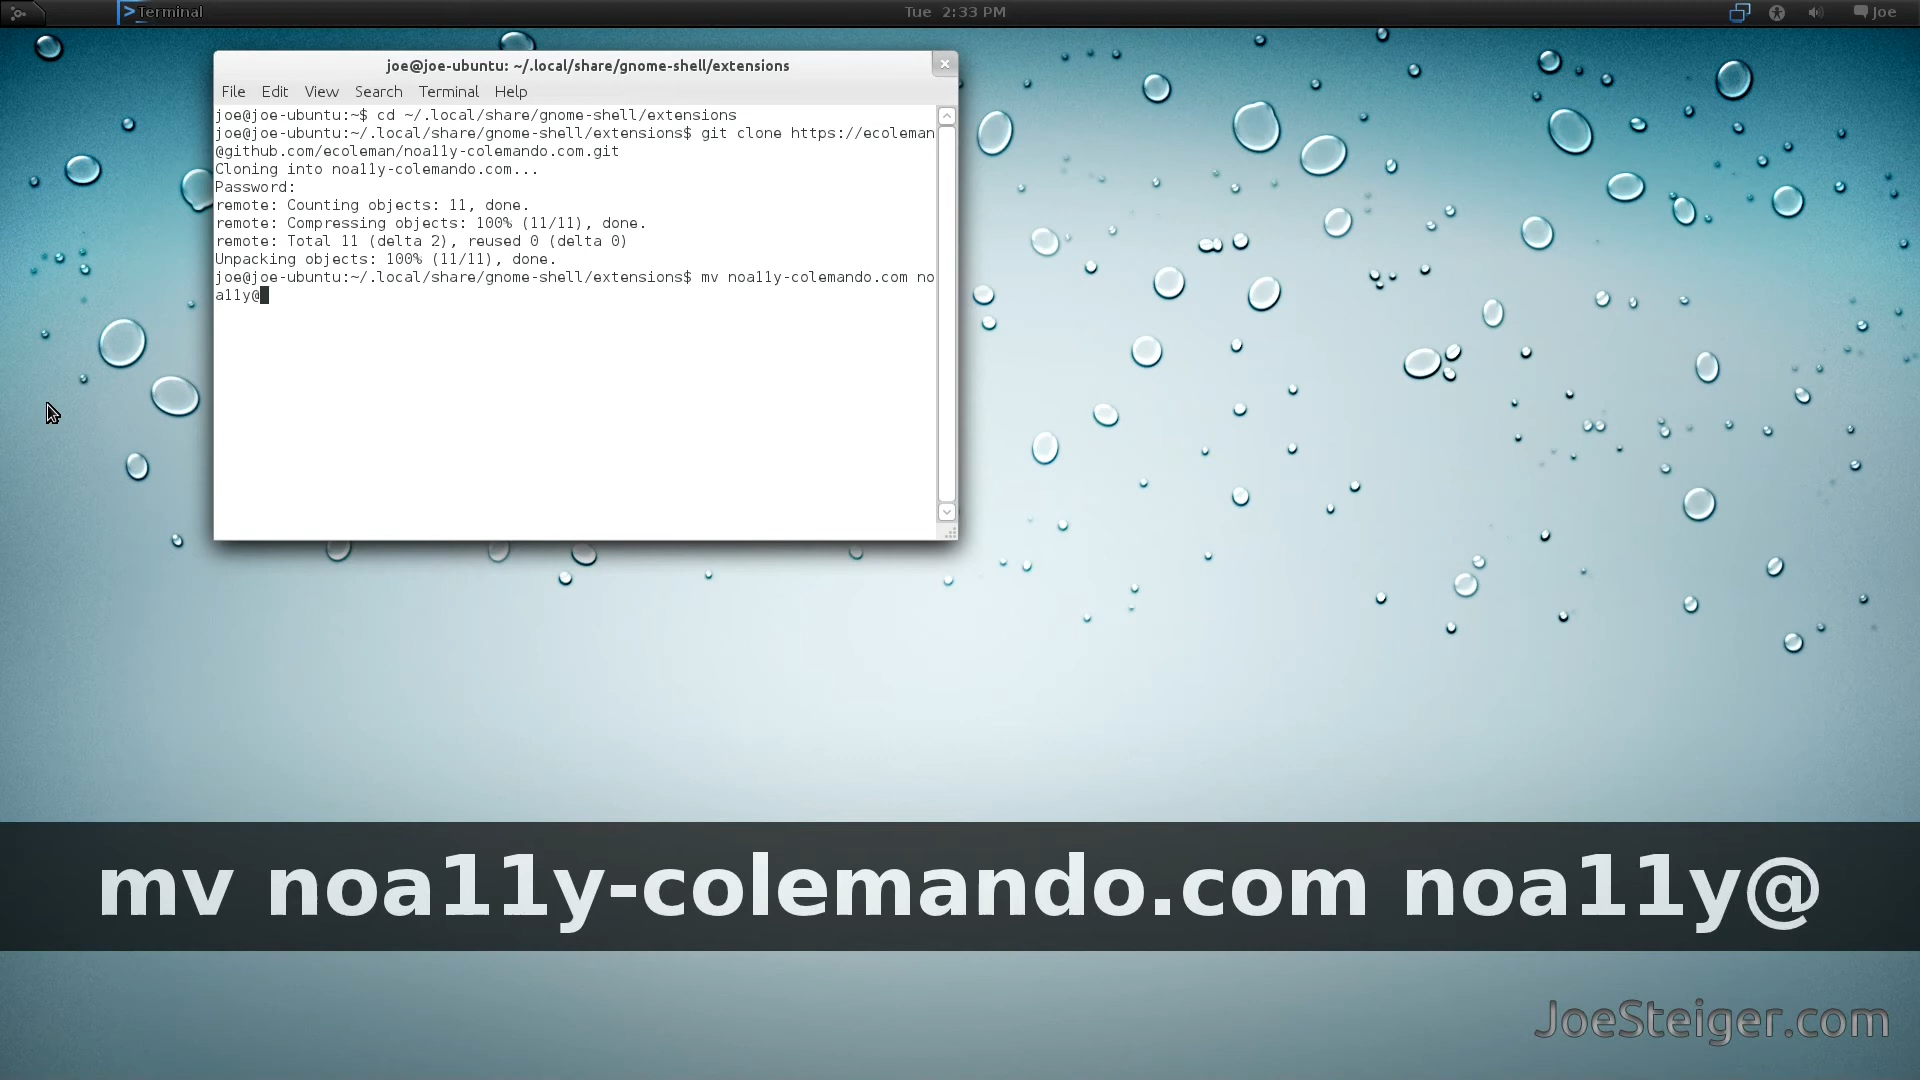 Terminal
Tue 2:33 PM
Joe
joe@joe-ubuntu: ~/.local/share/gnome-shell/extensions
File Edit View Search Terminal Help
joe@joe-ubuntu:~$ cd ~/.local/share/gnome-shell/extensions
joe@joe-ubuntu:~/.local/share/gnome-shell/extensions$ git clone https://ecoleman
@github.com/ecoleman/noa11y-colemando.com.git
Cloning into noa11y-colemando.com...
Password:
remote: Counting objects: 11, done.
remote: Compressing objects: 100% (11/11), done.
remote: Total 11 (delta 2), reused 0 (delta 0)
Unpacking objects: 100% (11/11), done.
joe@joe-ubuntu:~/.local/share/gnome-shell/extensions$ mv noa11y-colemando.com no
a11y@
mv noa11y-colemando.com noa11y@
JoeSteiger.com